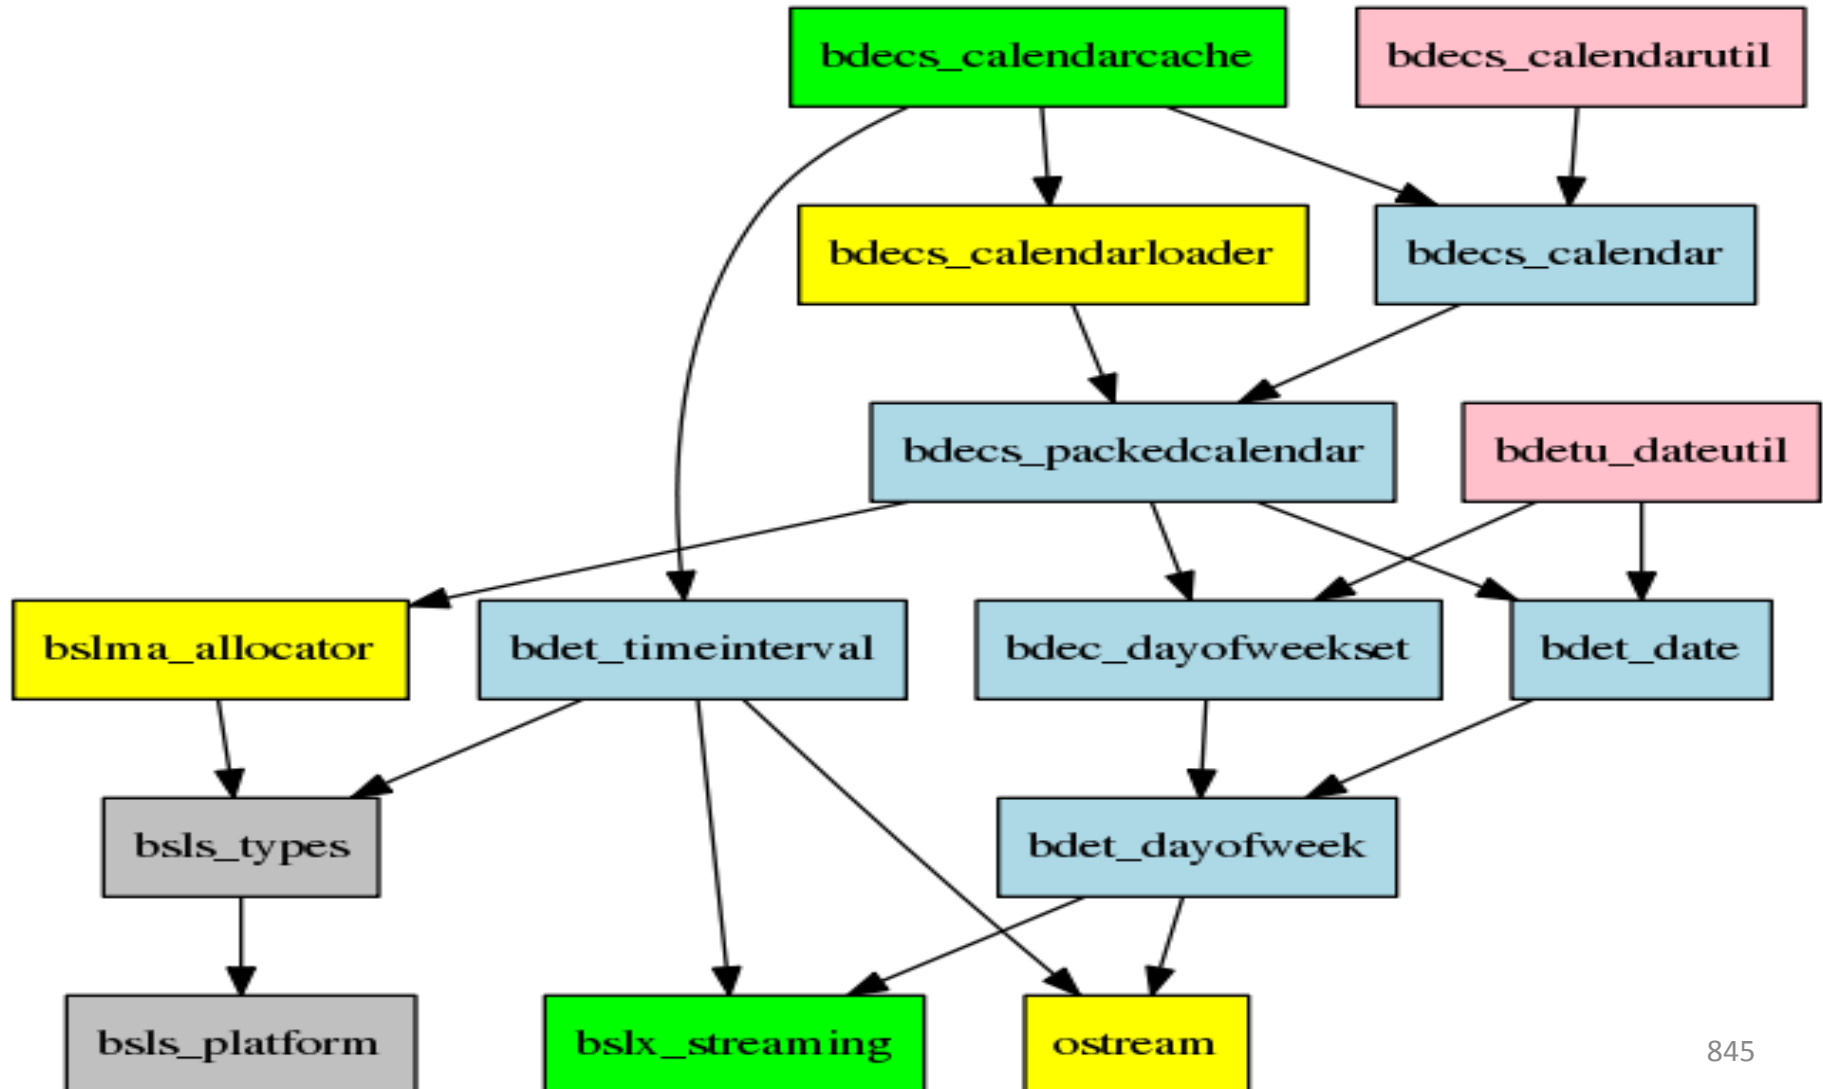 bdecs_calendarcache
bdecs_calendarutil
bdecs_calendarloader
bdecs_calendar
bdecs_packedcalendar
bdetu_dateutil
bslma_allocator
bdet_timeinterval
bdec_dayofweekset
bdet_date
bsls_types
bdet_dayofweek
bsls_platform
bslx_streaming
ostream
845